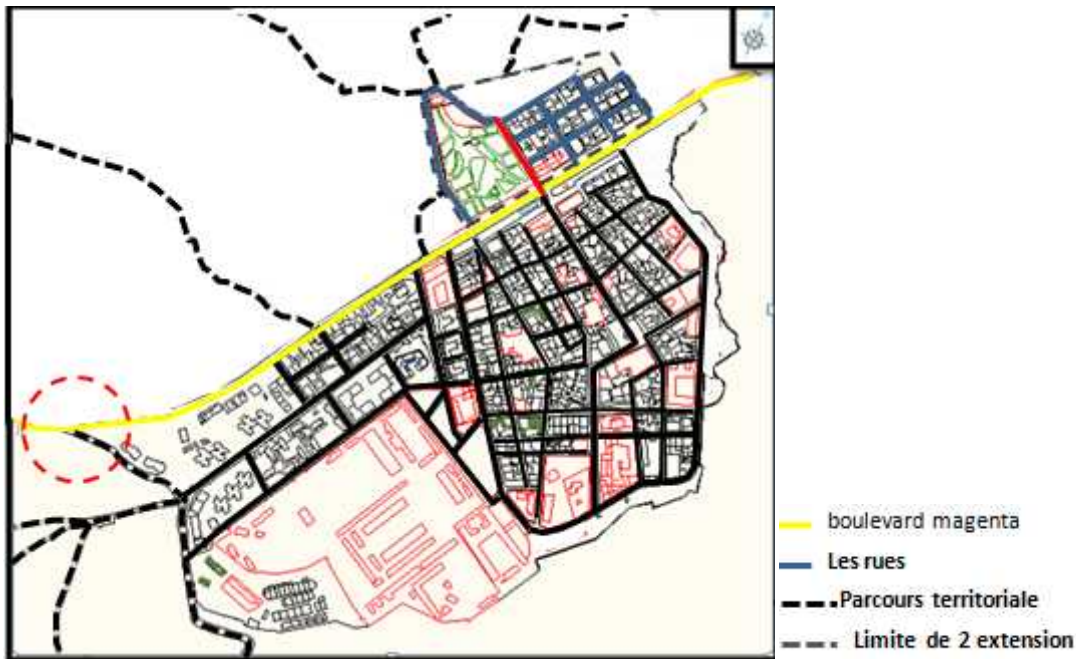 boulevard magenta
Les rues
Parcours territoriale
Limite de 2 extension